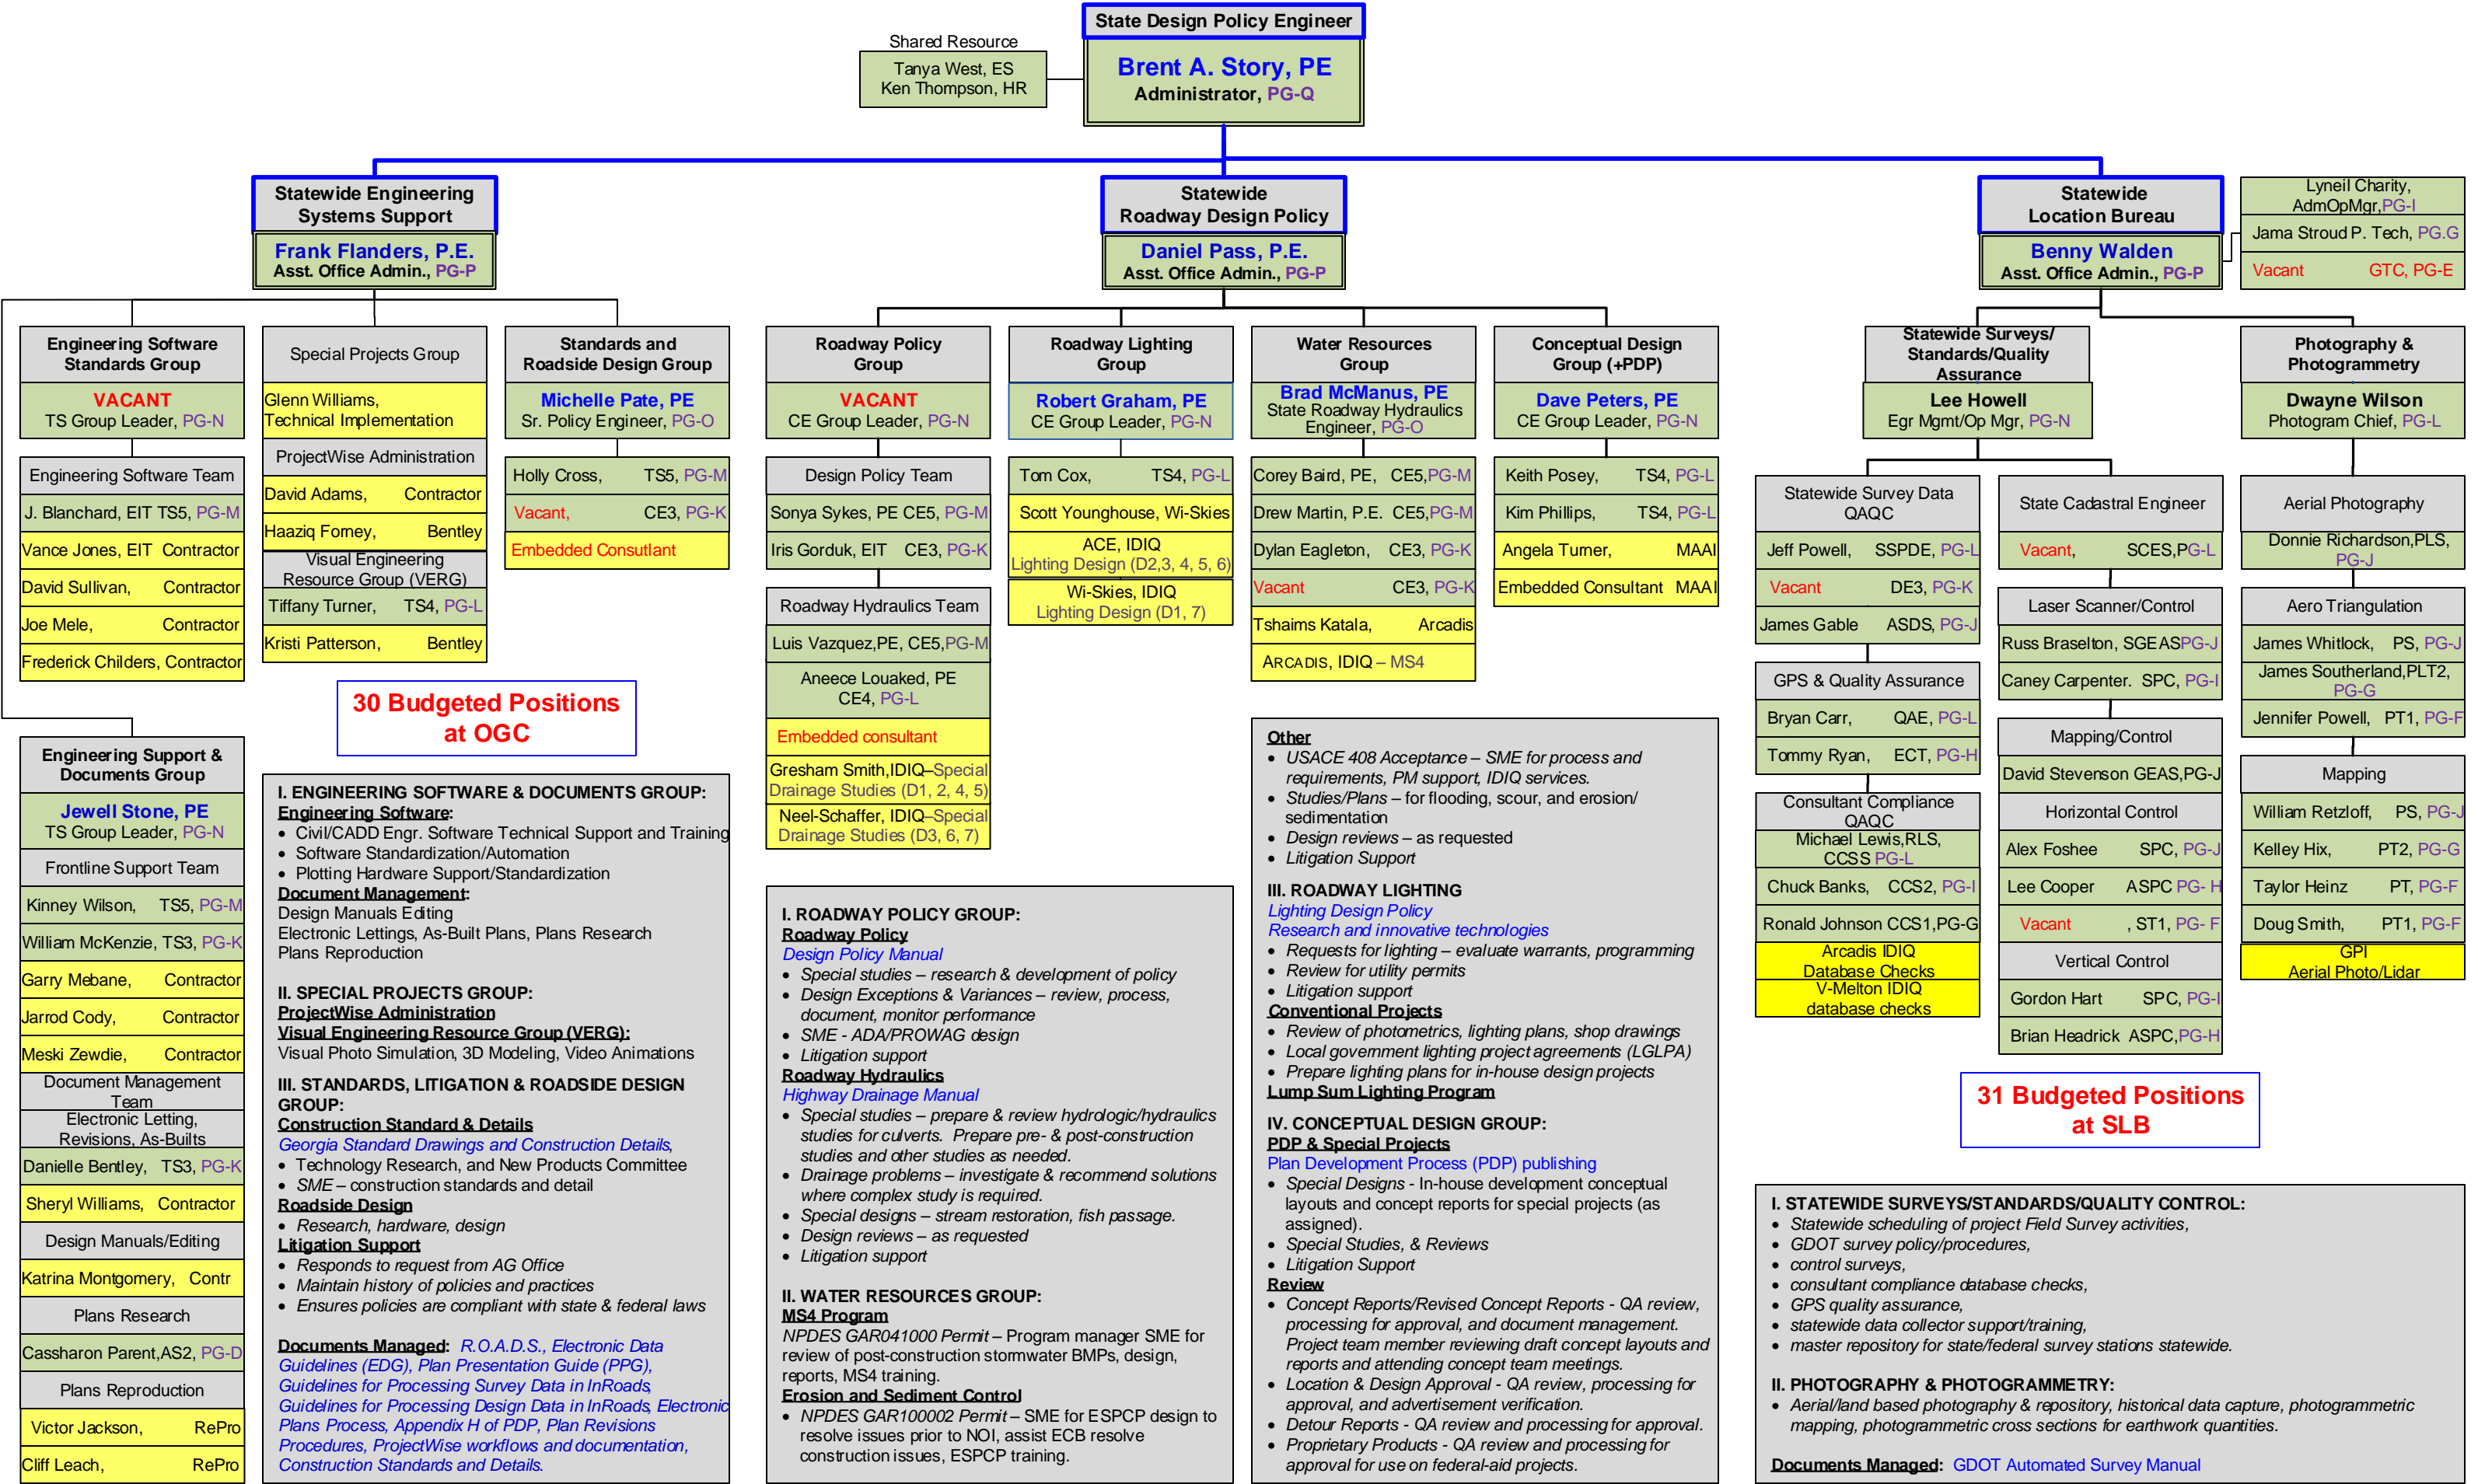 State Design Policy Engineer
Brent A. Story, PE
Administrator, PG-Q
Shared Resource
Tanya West, ES
Ken Thompson, HR
Statewide Engineering
Systems Support
Frank Flanders, P.E.
Asst. Office Admin., PG-P
Statewide
Roadway Design Policy
Daniel Pass, P.E.
Asst. Office Admin., PG-P
Statewide
Location Bureau
Benny Walden
Asst. Office Admin., PG-P
Lyneil Charity,
AdmOpMgr,PG-I
Jama Stroud P. Tech, PG.G
Vacant GTC, PG-E
Engineering Software
Standards Group
VACANT
TS Group Leader, PG-N
Engineering Software Team
J. Blanchard, EIT TS5, PG-M
Vance Jones, EIT Contractor
David Sullivan, Contractor
Joe Mele, Contractor
Frederick Childers, Contractor
Special Projects Group
Glenn Williams,
Technical Implementation
ProjectWise Administration
David Adams, Contractor
Haaziq Forney, Bentley
Visual Engineering
Resource Group (VERG)
Tiffany Turner, TS4, PG-L
Kristi Patterson, Bentley
Standards and
Roadside Design Group
Michelle Pate, PE
Sr. Policy Engineer, PG-O
Holly Cross, TS5, PG-M
Vacant, CE3, PG-K
Embedded Consutlant
30 Budgeted Positions
at OGC
Engineering Support &
Documents Group
Jewell Stone, PE
TS Group Leader, PG-N
Frontline Support Team
Kinney Wilson, TS5, PG-M
William McKenzie, TS3, PG-K
Garry Mebane, Contractor
Jarrod Cody, Contractor
Meski Zewdie, Contractor
Document Management
Team
Electronic Letting,
Revisions, As-Builts
Danielle Bentley, TS3, PG-K
Sheryl Williams, Contractor
Design Manuals/Editing
Katrina Montgomery, Contr
Plans Research
Cassharon Parent,AS2, PG-D
Plans Reproduction
Victor Jackson, RePro
Cliff Leach, RePro
I. ENGINEERING SOFTWARE & DOCUMENTS GROUP:
Engineering Software:
• Civil/CADD Engr. Software Technical Support and Training
• Software Standardization/Automation
• Plotting Hardware Support/Standardization
Document Management:
Design Manuals Editing
Electronic Lettings, As-Built Plans, Plans Research
Plans Reproduction
II. SPECIAL PROJECTS GROUP:
ProjectWise Administration
Visual Engineering Resource Group (VERG):
Visual Photo Simulation, 3D Modeling, Video Animations
III. STANDARDS, LITIGATION & ROADSIDE DESIGN
GROUP:
Construction Standard & Details
Georgia Standard Drawings and Construction Details,
• Technology Research, and New Products Committee
• SME – construction standards and detail
Roadside Design
• Research, hardware, design
Litigation Support
• Responds to request from AG Office
• Maintain history of policies and practices
• Ensures policies are compliant with state & federal laws
Documents Managed: R.O.A.D.S., Electronic Data
Guidelines (EDG), Plan Presentation Guide (PPG),
Guidelines for Processing Survey Data in InRoads,
Guidelines for Processing Design Data in InRoads, Electronic
Plans Process, Appendix H of PDP, Plan Revisions
Procedures, ProjectWise workflows and documentation,
Construction Standards and Details.
Roadway Policy
Group
VACANT
CE Group Leader, PG-N
Design Policy Team
Sonya Sykes, PE CE5, PG-M
Iris Gorduk, EIT CE3, PG-K
Roadway Hydraulics Team
Luis Vazquez,PE, CE5,PG-M
Aneece Louaked, PE
CE4, PG-L
Embedded consultant
Gresham Smith,IDIQ–Special
Drainage Studies (D1, 2, 4, 5)
Neel-Schaffer, IDIQ–Special
Drainage Studies (D3, 6, 7)
Roadway Lighting
Group
Robert Graham, PE
CE Group Leader, PG-N
Tom Cox, TS4, PG-L
Scott Younghouse, Wi-Skies
ACE, IDIQ
Lighting Design (D2,3, 4, 5, 6)
Wi-Skies, IDIQ
Lighting Design (D1, 7)
Water Resources
Group
Brad McManus, PE
State Roadway Hydraulics
Engineer, PG-O
Corey Baird, PE, CE5,PG-M
Drew Martin, P.E. CE5,PG-M
Dylan Eagleton, CE3, PG-K
Vacant CE3, PG-K
Tshaims Katala, Arcadis
ARCADIS, IDIQ – MS4
Conceptual Design
Group (+PDP)
Dave Peters, PE
CE Group Leader, PG-N
Keith Posey, TS4, PG-L
Kim Phillips, TS4, PG-L
Angela Turner, MAAI
Embedded Consultant MAAI
I. ROADWAY POLICY GROUP:
Roadway Policy
Design Policy Manual
• Special studies – research & development of policy
• Design Exceptions & Variances – review, process,
document, monitor performance
• SME - ADA/PROWAG design
• Litigation support
Roadway Hydraulics
Highway Drainage Manual
• Special studies – prepare & review hydrologic/hydraulics
studies for culverts. Prepare pre- & post-construction
studies and other studies as needed.
• Drainage problems – investigate & recommend solutions
where complex study is required.
• Special designs – stream restoration, fish passage.
• Design reviews – as requested
• Litigation support
II. WATER RESOURCES GROUP:
MS4 Program
NPDES GAR041000 Permit – Program manager SME for
review of post-construction stormwater BMPs, design,
reports, MS4 training.
Erosion and Sediment Control
• NPDES GAR100002 Permit – SME for ESPCP design to
resolve issues prior to NOI, assist ECB resolve
construction issues, ESPCP training.
Other
• USACE 408 Acceptance – SME for process and
requirements, PM support, IDIQ services.
• Studies/Plans – for flooding, scour, and erosion/
sedimentation
• Design reviews – as requested
• Litigation Support
III. ROADWAY LIGHTING
Lighting Design Policy
Research and innovative technologies
• Requests for lighting – evaluate warrants, programming
• Review for utility permits
• Litigation support
Conventional Projects
• Review of photometrics, lighting plans, shop drawings
• Local government lighting project agreements (LGLPA)
• Prepare lighting plans for in-house design projects
Lump Sum Lighting Program
IV. CONCEPTUAL DESIGN GROUP:
PDP & Special Projects
Plan Development Process (PDP) publishing
• Special Designs - In-house development conceptual
layouts and concept reports for special projects (as
assigned).
• Special Studies, & Reviews
• Litigation Support
Review
• Concept Reports/Revised Concept Reports - QA review,
processing for approval, and document management.
Project team member reviewing draft concept layouts and
reports and attending concept team meetings.
• Location & Design Approval - QA review, processing for
approval, and advertisement verification.
• Detour Reports - QA review and processing for approval.
• Proprietary Products - QA review and processing for
approval for use on federal-aid projects.
Statewide Surveys/
Standards/Quality
Assurance
Lee Howell
Egr Mgmt/Op Mgr, PG-N
Statewide Survey Data
QAQC
Jeff Powell, SSPDE, PG-L
Vacant DE3, PG-K
James Gable ASDS, PG-J
GPS & Quality Assurance
Bryan Carr, QAE, PG-L
Tommy Ryan, ECT, PG-H
Consultant Compliance
QAQC
Michael Lewis,RLS,
CCSS PG-L
Chuck Banks, CCS2, PG-I
Ronald Johnson CCS1,PG-G
Arcadis IDIQ
Database Checks
V-Melton IDIQ
database checks
State Cadastral Engineer
Vacant, SCES,PG-L
Laser Scanner/Control
Russ Braselton, SGEASPG-J
Caney Carpenter. SPC, PG-I
Mapping/Control
David Stevenson GEAS,PG-J
Horizontal Control
Alex Foshee SPC, PG-J
Lee Cooper ASPC PG- H
Vacant , ST1, PG- F
Vertical Control
Gordon Hart SPC, PG-I
Brian Headrick ASPC,PG-H
Photography &
Photogrammetry
Dwayne Wilson
Photogram Chief, PG-L
Aerial Photography
Donnie Richardson,PLS,
PG-J
Aero Triangulation
James Whitlock, PS, PG-J
James Southerland,PLT2,
PG-G
Jennifer Powell, PT1, PG-F
Mapping
William Retzloff, PS, PG-J
Kelley Hix, PT2, PG-G
Taylor Heinz PT, PG-F
Doug Smith, PT1, PG-F
GPI
Aerial Photo/Lidar
31 Budgeted Positions
at SLB
I. STATEWIDE SURVEYS/STANDARDS/QUALITY CONTROL:
• Statewide scheduling of project Field Survey activities,
• GDOT survey policy/procedures,
• control surveys,
• consultant compliance database checks,
• GPS quality assurance,
• statewide data collector support/training,
• master repository for state/federal survey stations statewide.
II. PHOTOGRAPHY & PHOTOGRAMMETRY:
• Aerial/land based photography & repository, historical data capture, photogrammetric
mapping, photogrammetric cross sections for earthwork quantities.
Documents Managed: GDOT Automated Survey Manual